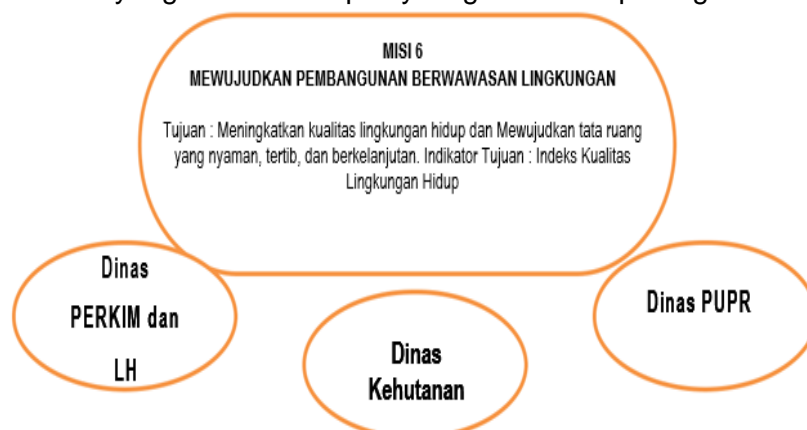 MISI 6
MEWUJUDKAN PEMBANGUNAN BERWAWASAN LINGKUNGAN
Tujuan : Meningkatkan kualitas lingkungan hidup dan Mewujudkan tata ruang
yang nyaman, tertib, dan berkelanjutan. Indikator Tujuan : Indeks Kualitas
Lingkungan Hidup
Dinas
PERKIM dan
LH
Dinas
Kehutanan
Dinas PUPR